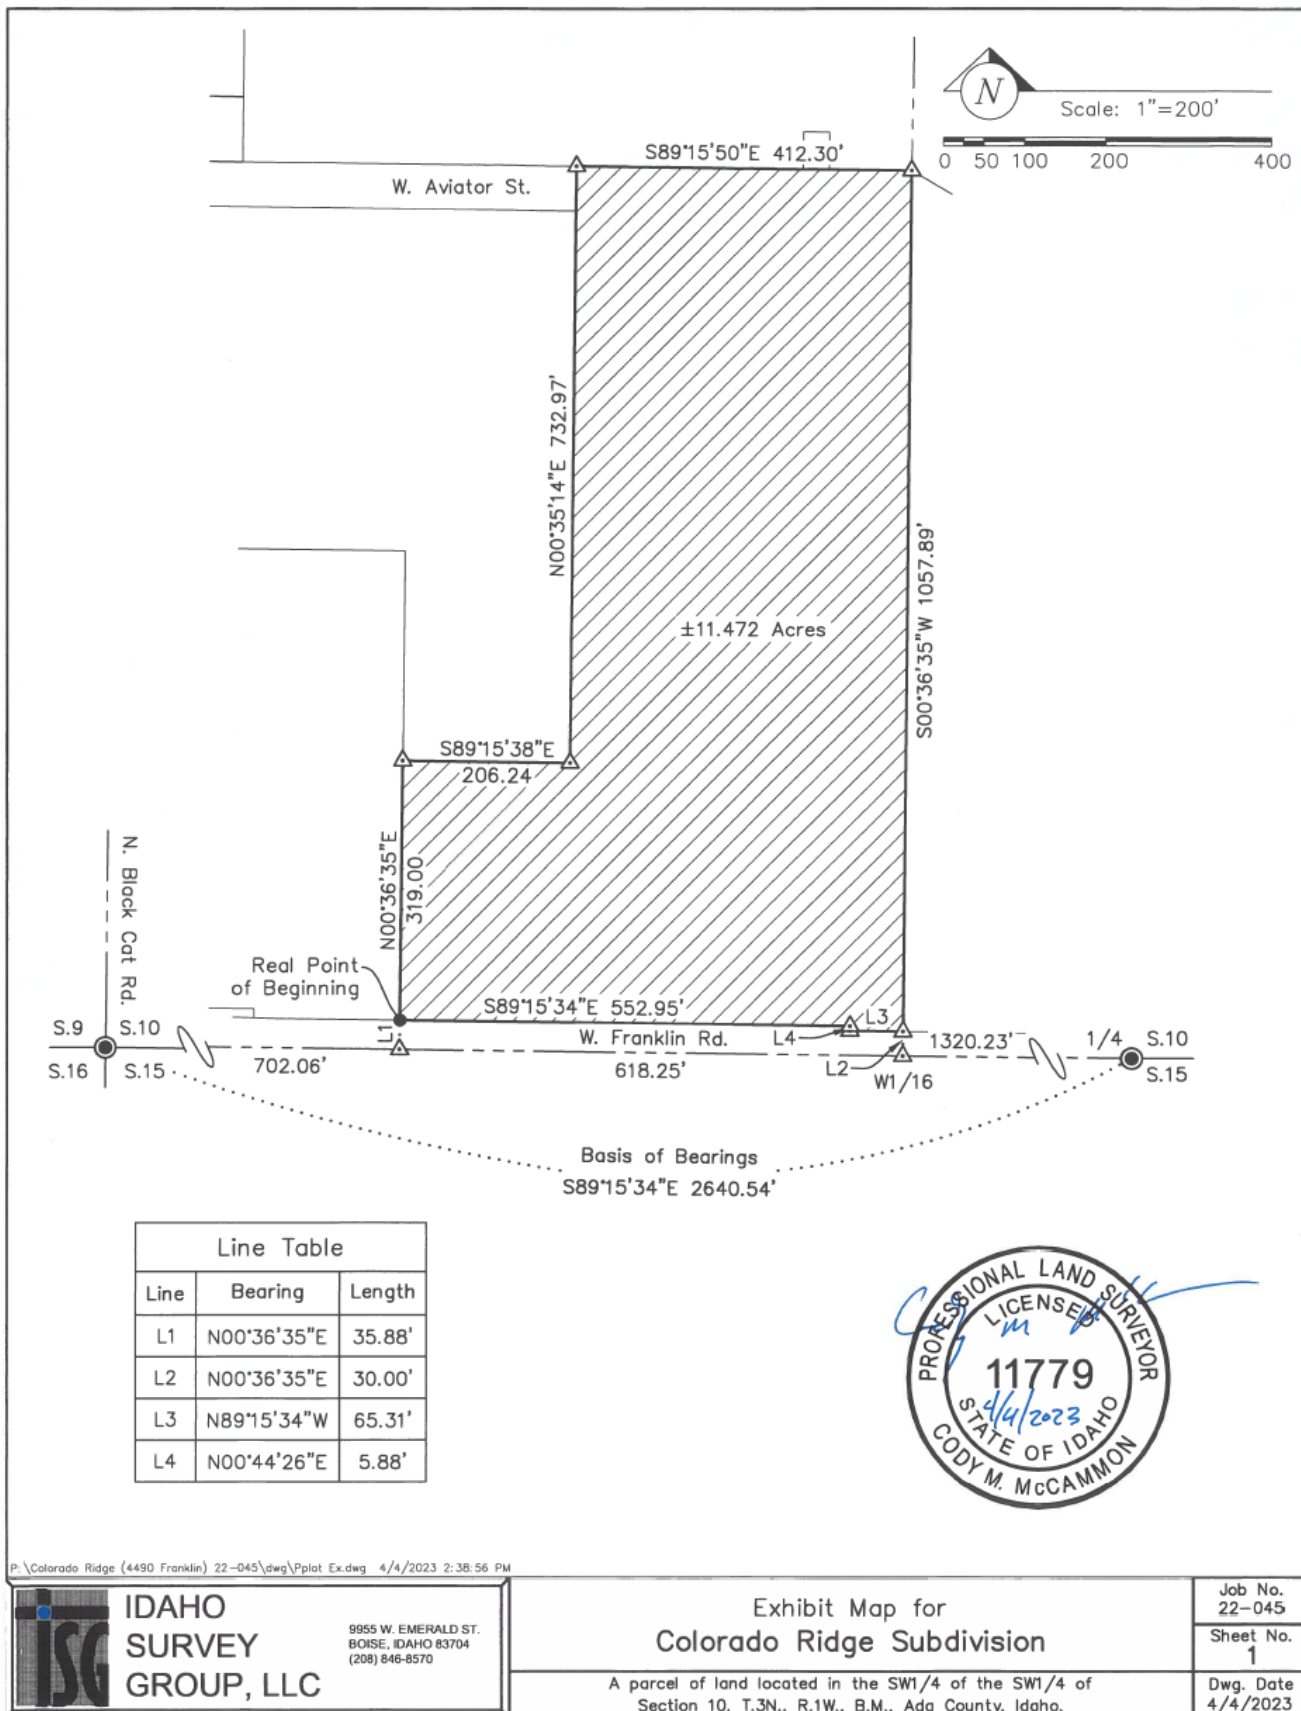 N
Scale: 1"=200'
0 50 100 200 400
S89°15'50"E 412.30'
W. Aviator St.
N00°35'14"E 732.97'
S00°36'35"W 1057.89'
±11.472 Acres
S89°15'38"E
206.24
N00°36'35"E
319.00
N. Black Cat Rd.
Real Point
of Beginning
S89°15'34"E 552.95'
L3
L1
W. Franklin Rd.
L4
1320.23'
S.9 S.10
S.16 S.15
702.06'
618.25'
L2
W1/16
1/4 S.10
S.15
Basis of Bearings
S89°15'34"E 2640.54'
Line Table
Line Bearing Length
L1 N00°36'35"E 35.88'
L2 N00°36'35"E 30.00'
L3 N89°15'34"W 65.31'
L4 N00°44'26"E 5.88'
PROFESSIONAL LAND SURVEYOR
LICENSED
11779
4/4/2023
STATE OF IDAHO
CODY M. McCAMMON
P:\Colorado Ridge (4490 Franklin) 22-045\dwg\Pplat Ex.dwg 4/4/2023 2:38:56 PM
ISG
IDAHO
SURVEY
GROUP, LLC
9955 W. EMERALD ST.
BOISE, IDAHO 83704
(208) 846-8570
Exhibit Map for
Colorado Ridge Subdivision
A parcel of land located in the SW1/4 of the SW1/4 of
Section 10, T.3N., R.1W., B.M., Ada County, Idaho.
Job No.
22-045
Sheet No.
1
Dwg. Date
4/4/2023